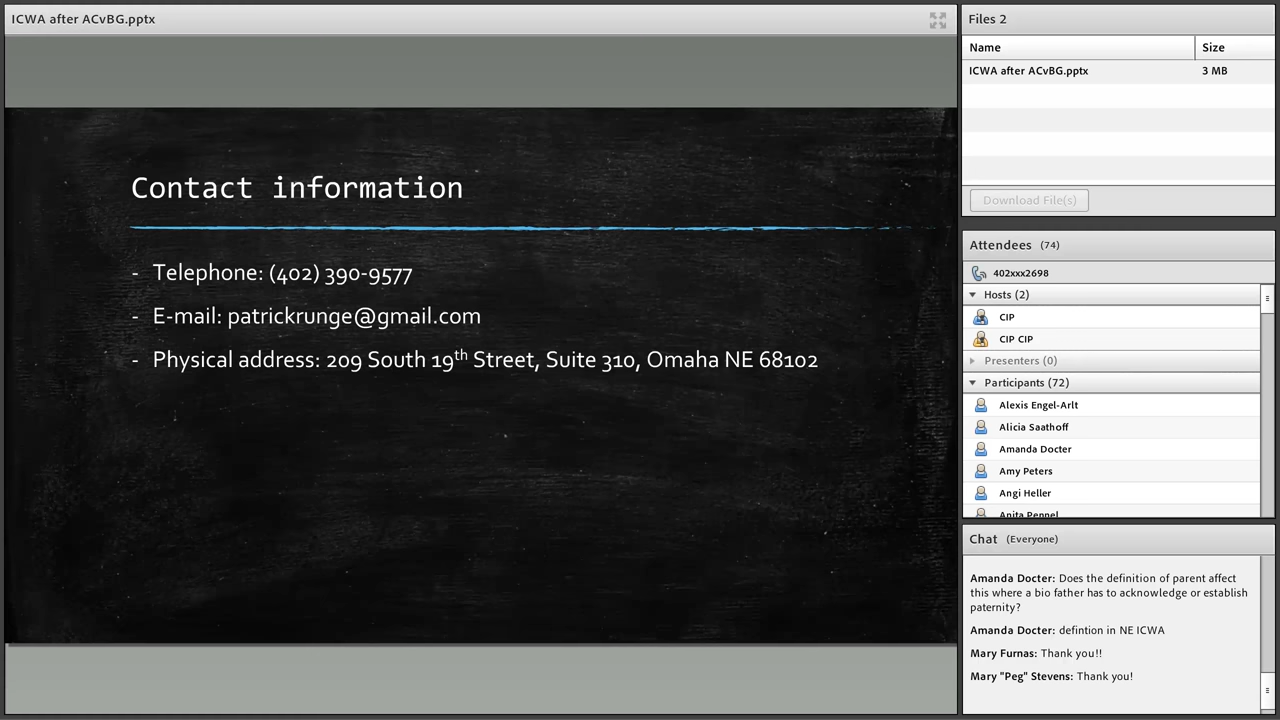 ICWA after ACvBG.pptx
Contact information
- Telephone: (402) 390-9577
- E-mail: patrickrunge@gmail.com
- Physical address: 209 South 19th Street, Suite 310, Omaha NE 68102
Files 2
Name Size
ICWA after ACvBG.pptx 3 MB
Download File(s)
Attendees (74)
402xxx2698
Hosts (2)
CIP
CIP CIP
Presenters (0)
Participants (72)
Alexis Engel-Arlt
Alicia Saathoff
Amanda Docter
Amy Peters
Angi Heller
Anita
Chat (Everyone)
Amanda Docter: Does the definition of parent affect
this where a bio father has to acknowledge or establish
paternity?
Amanda Docter: defintion in NE ICWA
Mary Furnas: Thank you!!
Mary "Peg" Stevens: Thank you!